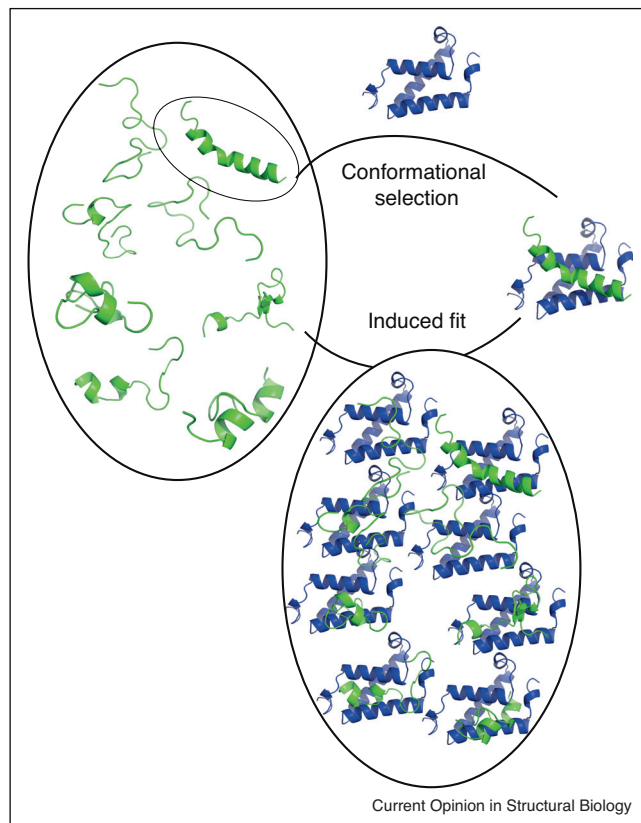 Conformational
selection
Induced fit
Current Opinion in Structural Biology